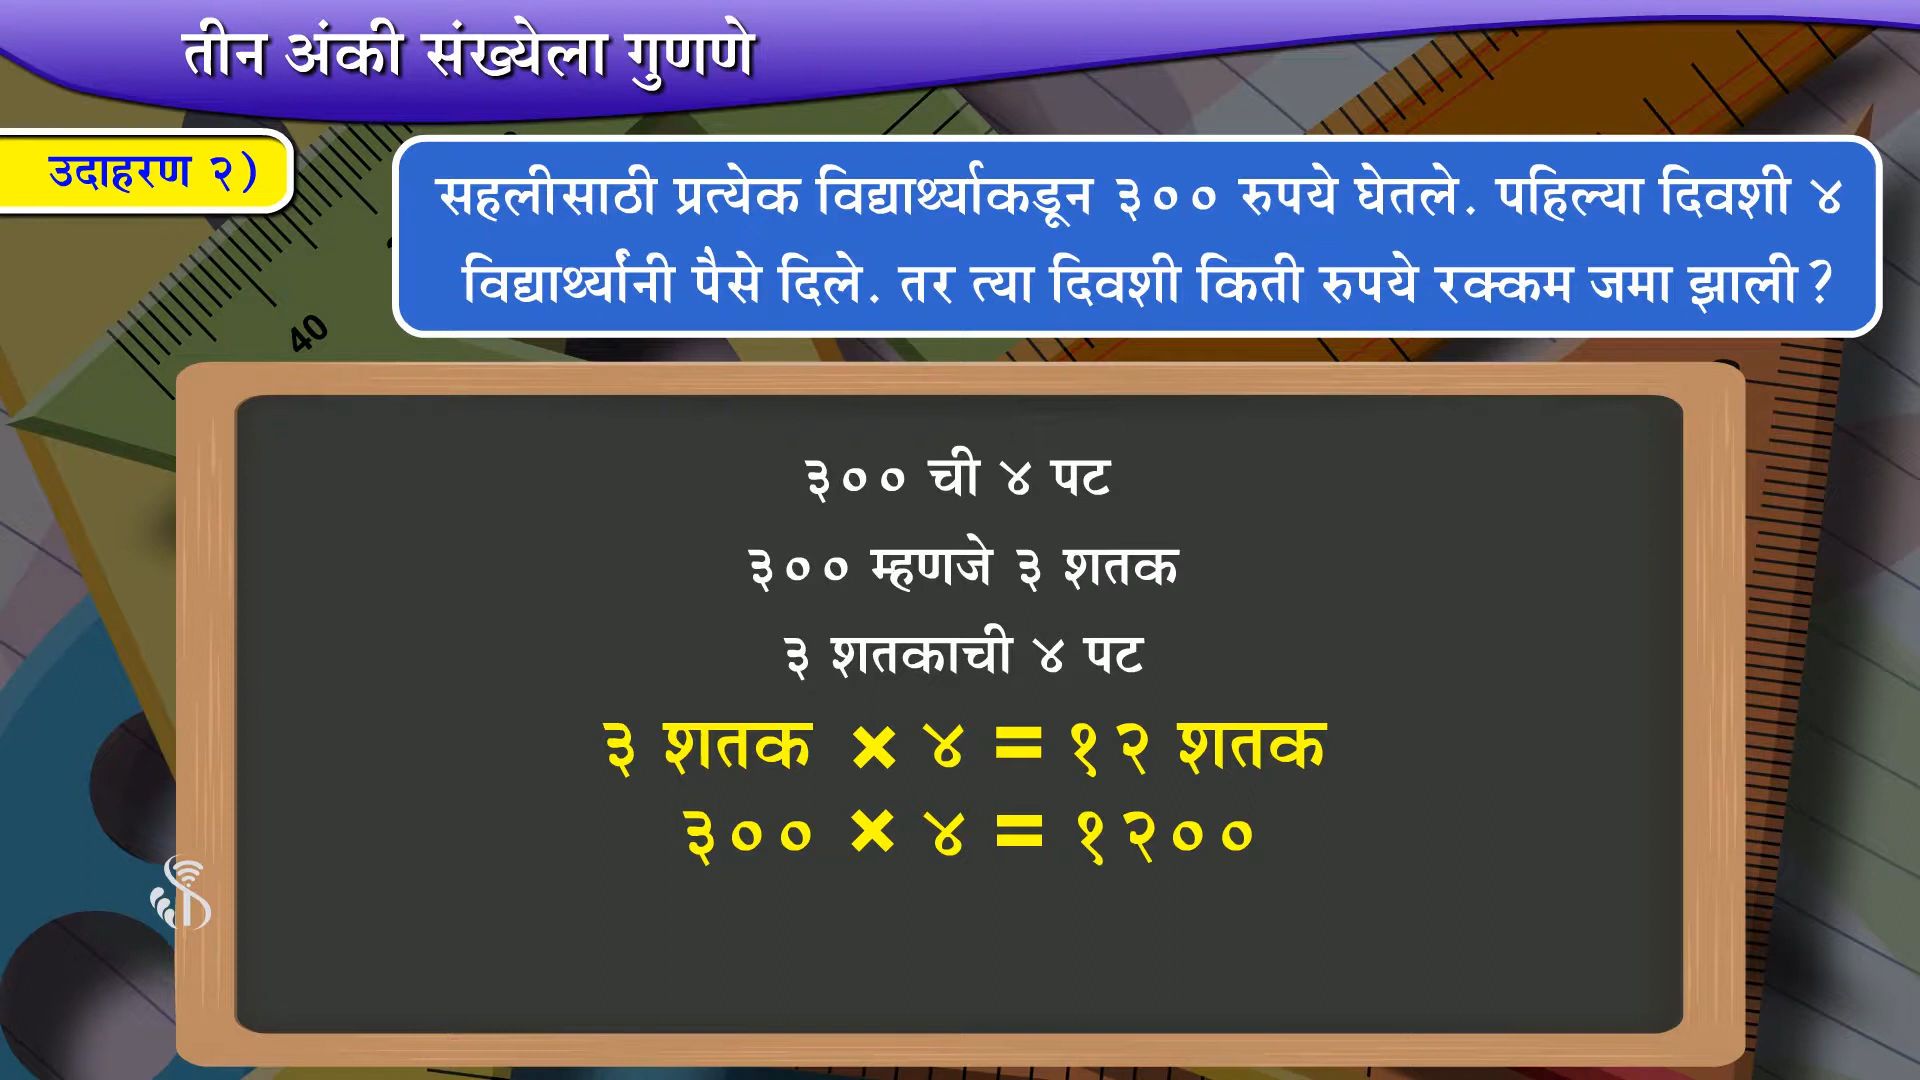 तीन अंकी संख्येला गुणणे
उदाहरण २)
सहलीसाठी प्रत्येक विद्यार्थ्याकडून ३०० रुपये घेतले. पहिल्या दिवशी ४
विद्यार्थ्यांनी पैसे दिले. तर त्या दिवशी किती रुपये रक्कम जमा झाली?
40
३०० ची ४ पट
३०० म्हणजे ३ शतक
३ शतकाची ४ पट
३ शतक × ४ = १२ शतक
३०० × ४ = १२००